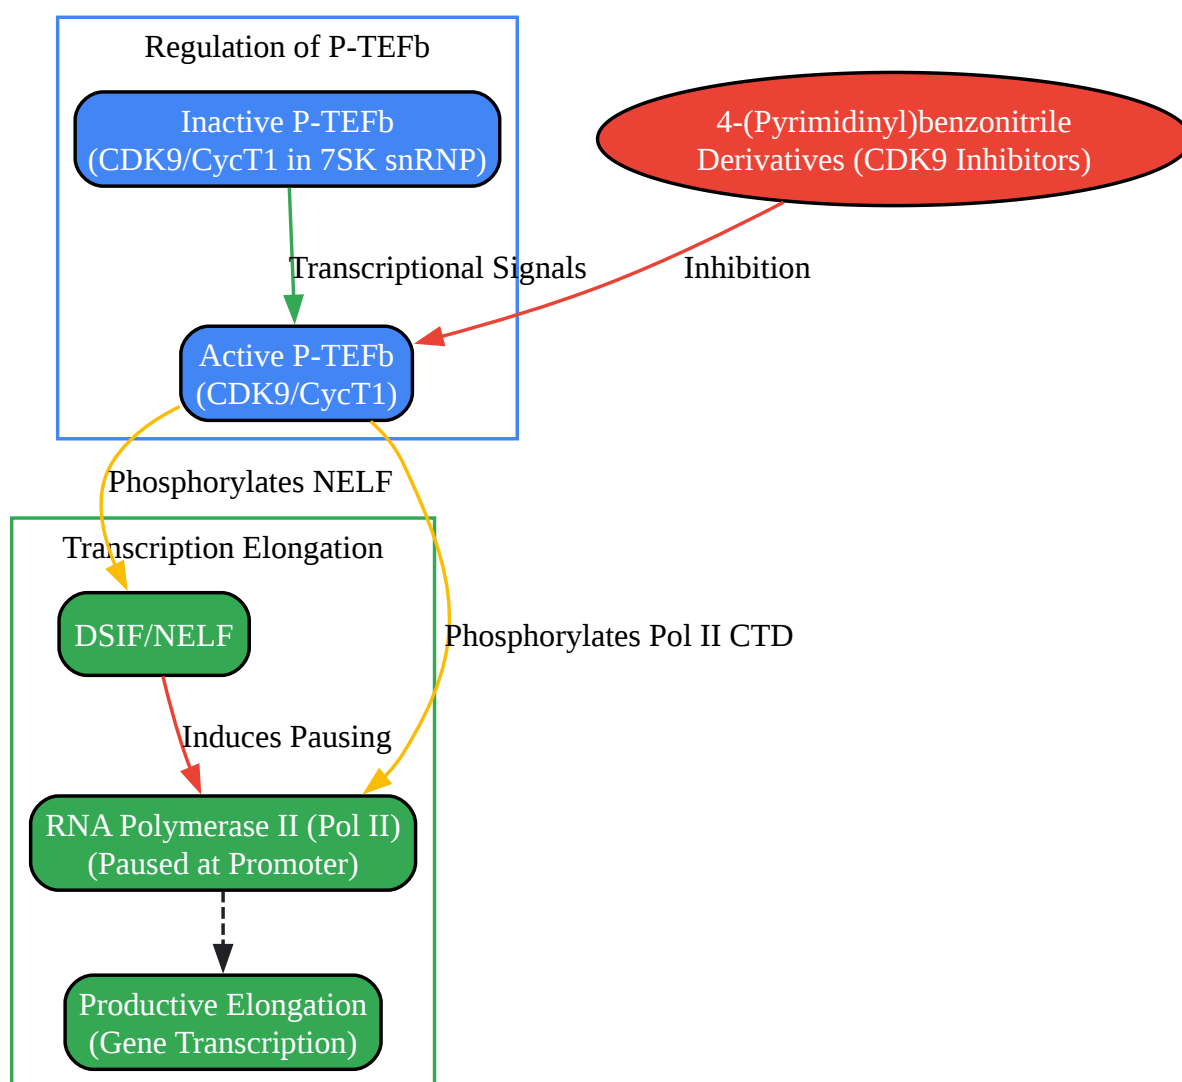 Regulation of P-TEFb
Inactive P-TEFb
(CDK9/CycT1 in 7SK snRNP)
4-(Pyrimidinyl)benzonitrile
Derivatives (CDK9 Inhibitors)
Transcriptional Signals
Inhibition
Active P-TEFb
(CDK9/CycT1)
Phosphorylates NELF
Transcription Elongation
DSIF/NELF
Phosphorylates Pol II CTD
Induces Pausing
RNA Polymerase II (Pol II)
(Paused at Promoter)
Productive Elongation
(Gene Transcription)